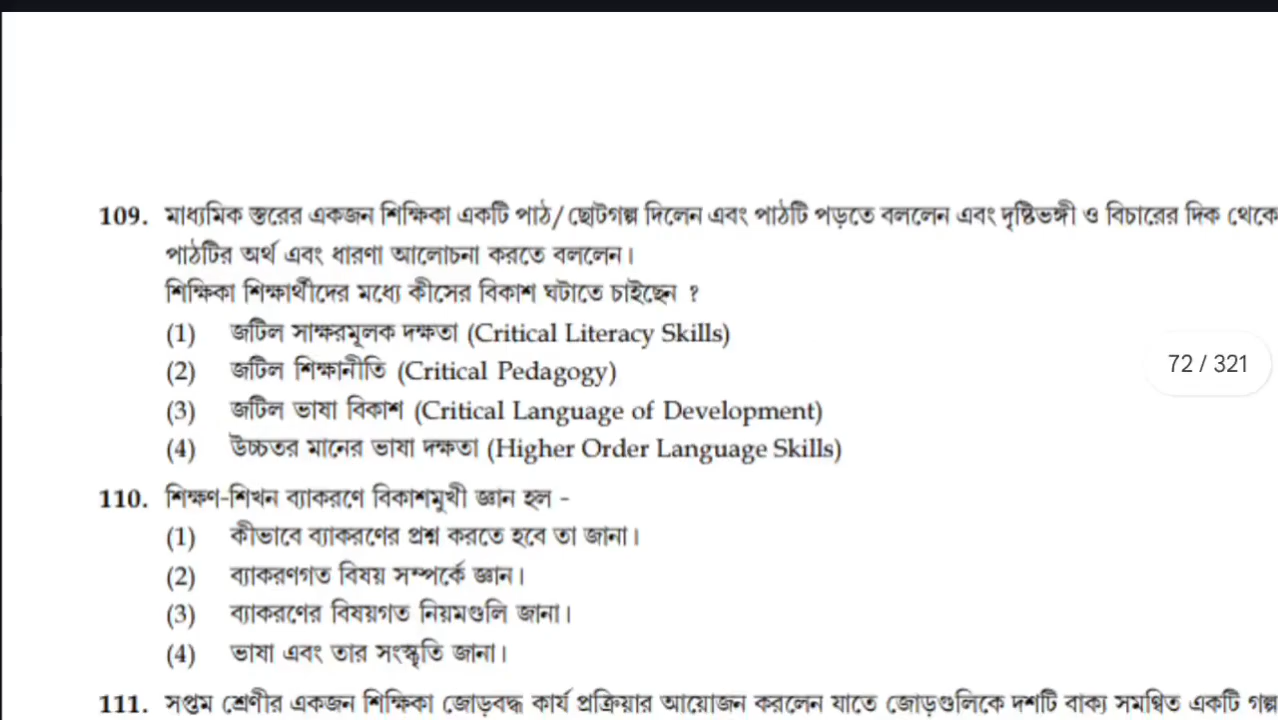 109. মাধ্যমিক স্তরের একজন শিক্ষিকা একটি পাঠ/ছোটগল্প দিলেন এবং পাঠটি পড়তে বললেন এবং দৃষ্টিভঙ্গী ও বিচারের দিক থেকে
পাঠটির অর্থ এবং ধারণা আলোচনা করতে বললেন।
শিক্ষিকা শিক্ষার্থীদের মধ্যে কীসের বিকাশ ঘটাতে চাইছেন ?
(1) জটিল সাক্ষরমূলক দক্ষতা (Critical Literacy Skills)
72 / 321
(2) জটিল শিক্ষানীতি (Critical Pedagogy)
(3) জটিল ভাষা বিকাশ (Critical Language of Development)
(4) উচ্চতর মানের ভাষা দক্ষতা (Higher Order Language Skills)
110. শিক্ষণ-শিখন ব্যাকরণে বিকাশমুখী জ্ঞান হল -
(1) কীভাবে ব্যাকরণের প্রশ্ন করতে হবে তা জানা।
(2) ব্যাকরণগত বিষয় সম্পর্কে জ্ঞান।
(3) ব্যাকরণের বিষয়গত নিয়মগুলি জানা।
(4) ভাষা এবং তার সংস্কৃতি জানা।
111. সপ্তম শ্রেণীর একজন শিক্ষিকা জোড়বদ্ধ কার্য প্রক্রিয়ার আয়োজন করলেন যাতে জোড়গুলিকে দশটি বাক্য সমন্বিত একটি গল্প